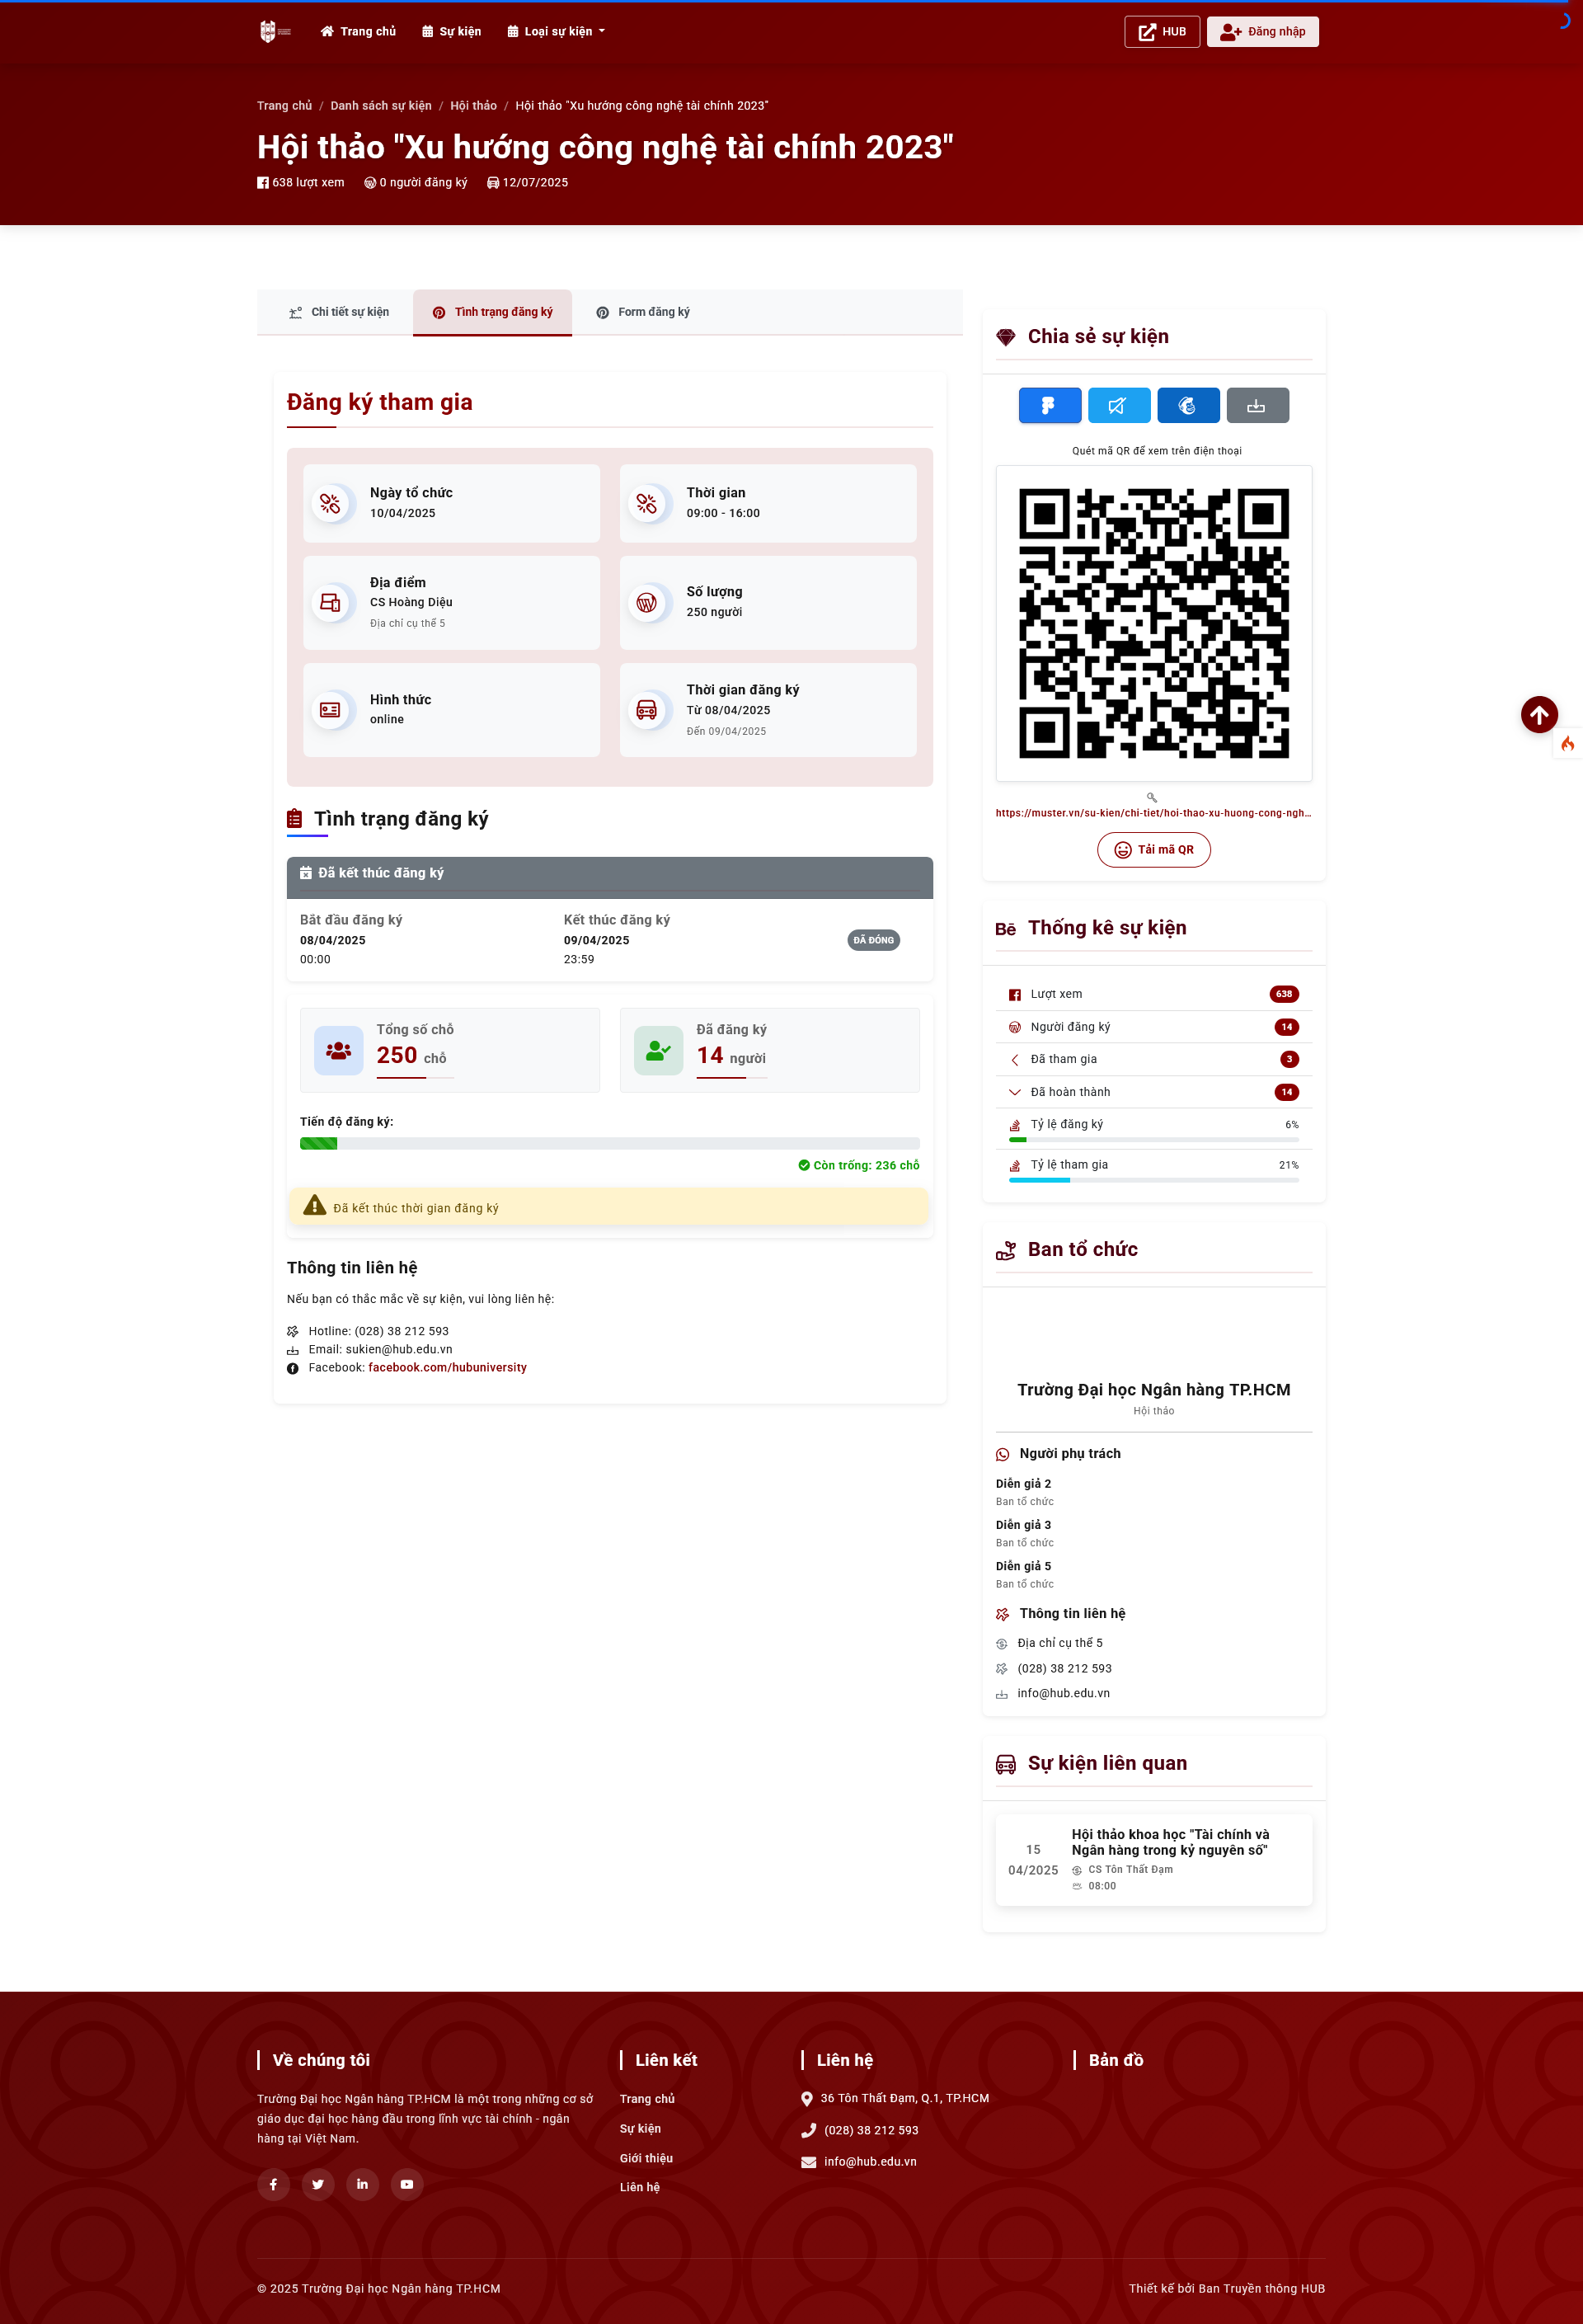 Trang chủ
Sự kiện
Loại sự kiện
HUB
Đăng nhập
Trang chủ / Danh sách sự kiện / Hội thảo / Hội thảo "Xu hướng công nghệ tài chính 2023"
Hội thảo "Xu hướng công nghệ tài chính 2023"
638 lượt xem
0 người đăng ký
12/07/2025
Chi tiết sự kiện
Tình trạng đăng ký
Form đăng ký
Đăng ký tham gia
Ngày tổ chức
10/04/2025
Thời gian
09:00 - 16:00
Địa điểm
CS Hoàng Diệu
Địa chỉ cụ thể 5
Số lượng
250 người
Hình thức
online
Thời gian đăng ký
Từ 08/04/2025
Đến 09/04/2025
Tình trạng đăng ký
Đã kết thúc đăng ký
Bắt đầu đăng ký
08/04/2025
00:00
Kết thúc đăng ký
09/04/2025
23:59
ĐÃ ĐÓNG
Tổng số chỗ
250 chỗ
Đã đăng ký
14 người
Tiến độ đăng ký:
Còn trống: 236 chỗ
Đã kết thúc thời gian đăng ký
Thông tin liên hệ
Nếu bạn có thắc mắc về sự kiện, vui lòng liên hệ:
Hotline: (028) 38 212 593
Email: sukien@hub.edu.vn
Facebook: facebook.com/hubuniversity
Chia sẻ sự kiện
Quét mã QR để xem trên điện thoại
https://muster.vn/su-kien/chi-tiet/hoi-thao-xu-huong-cong-ngh...
Tải mã QR
Thống kê sự kiện
Lượt xem 638
Người đăng ký 14
Đã tham gia 3
Đã hoàn thành 14
Tỷ lệ đăng ký 6%
Tỷ lệ tham gia 21%
Ban tổ chức
Trường Đại học Ngân hàng TP.HCM
Hội thảo
Người phụ trách
Diễn giả 2
Ban tổ chức
Diễn giả 3
Ban tổ chức
Diễn giả 5
Ban tổ chức
Thông tin liên hệ
Địa chỉ cụ thể 5
(028) 38 212 593
info@hub.edu.vn
Sự kiện liên quan
15
04/2025
Hội thảo khoa học "Tài chính và
Ngân hàng trong kỷ nguyên số"
CS Tôn Thất Đạm
08:00
Về chúng tôi
Trường Đại học Ngân hàng TP.HCM là một trong những cơ sở
giáo dục đại học hàng đầu trong lĩnh vực tài chính - ngân
hàng tại Việt Nam.
Liên kết
Trang chủ
Sự kiện
Giới thiệu
Liên hệ
Liên hệ
36 Tôn Thất Đạm, Q.1, TP.HCM
(028) 38 212 593
info@hub.edu.vn
Bản đồ
© 2025 Trường Đại học Ngân hàng TP.HCM
Thiết kế bởi Ban Truyền thông HUB